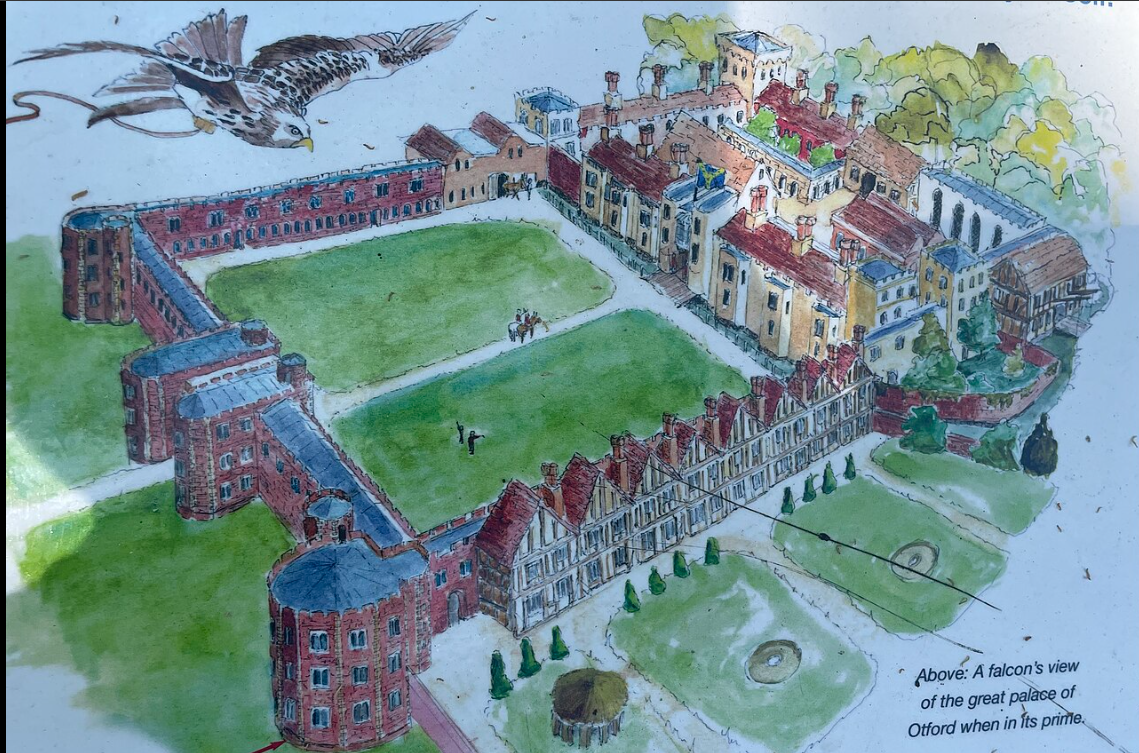 Above: A falcon's view
of the great palace of
Otford when in its prime.